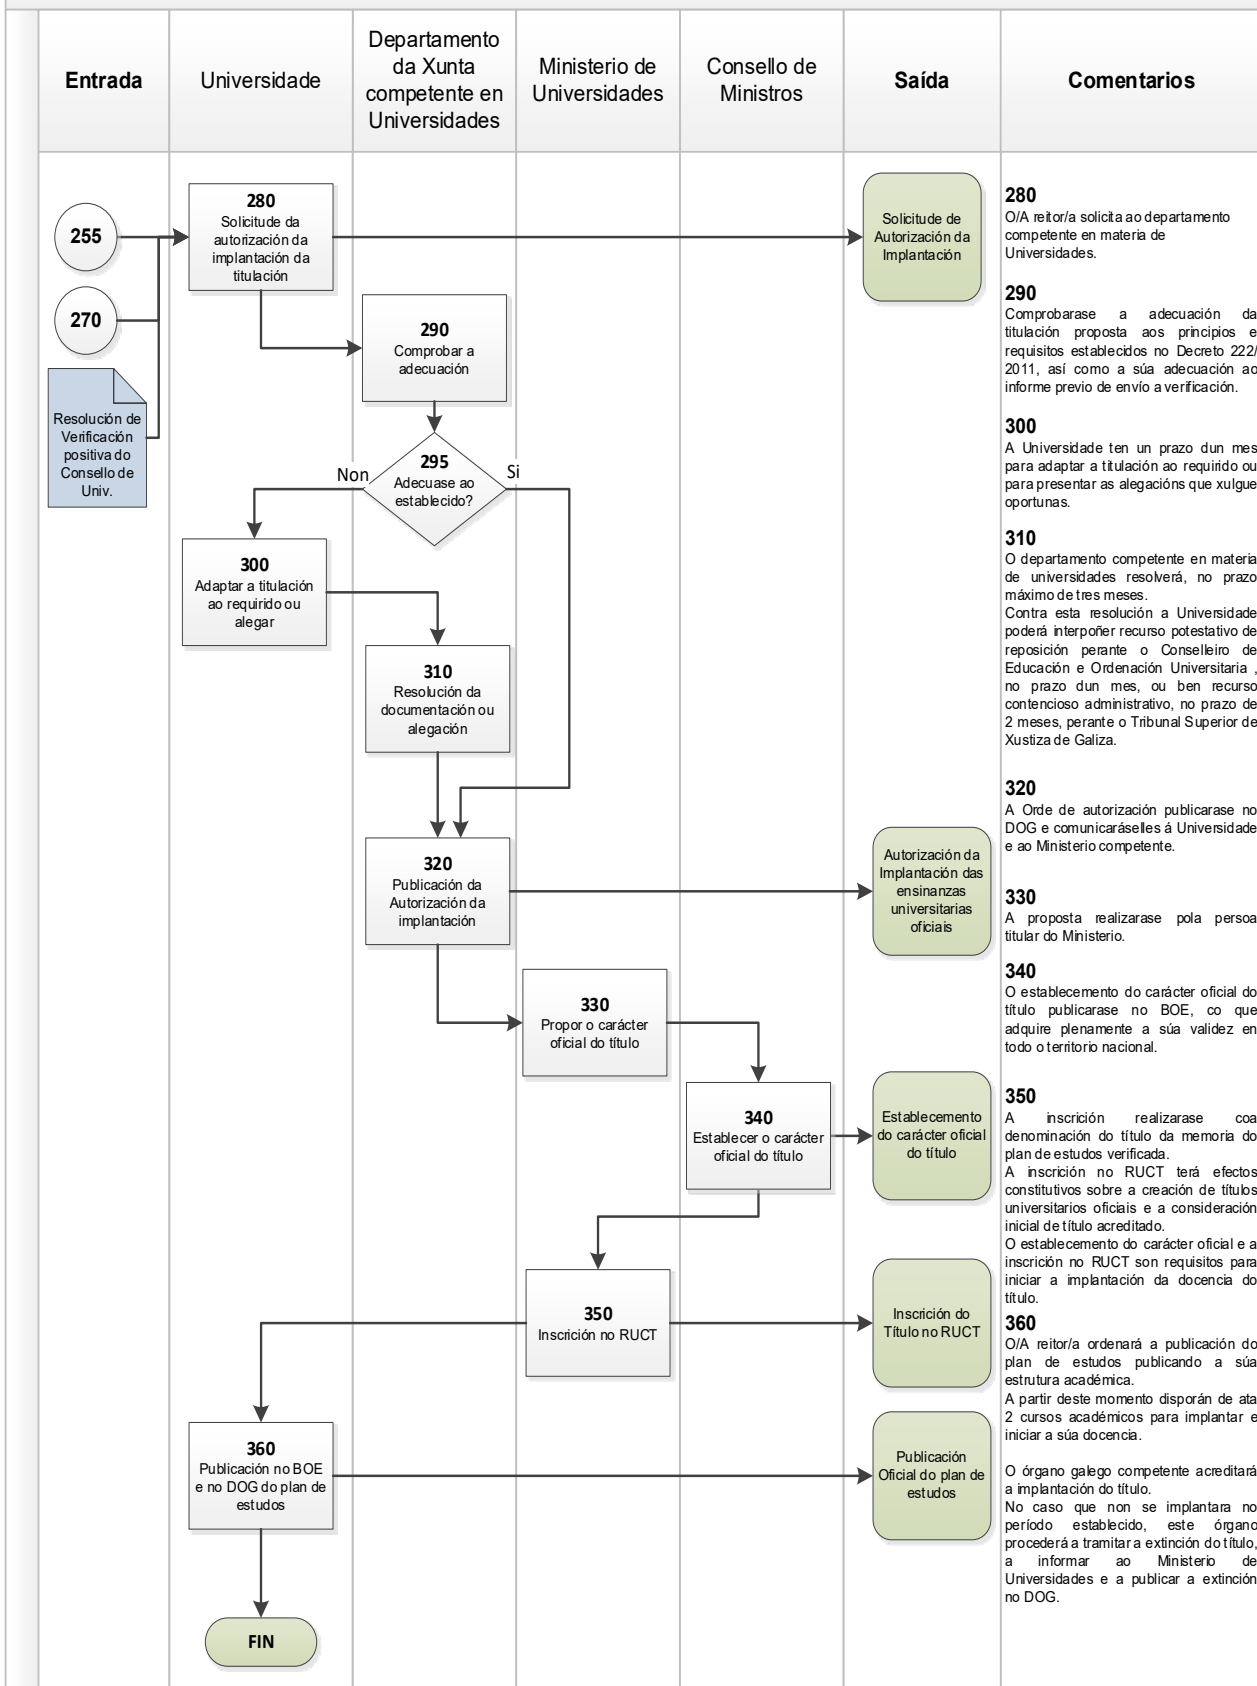 Entrada
Universidade
Departamento
da Xunta
competente en
Universidades
Ministerio de
Universidades
Consello de
Ministros
Saída
Comentarios
255
270
Resolución de
Verificación
positiva do
Consello de
Univ.
280
Solicitude da
autorización da
implantación da
titulación
Solicitude de
Autorización da
Implantación
290
Comprobar a
adecuación
295
Adecuase ao
establecido?
Non
Si
300
Adaptar a titulación
ao requirido ou
alegar
310
Resolución da
documentación ou
alegación
320
Publicación da
Autorización da
implantación
Autorización da
Implantación das
ensinanzas
universitarias
oficiais
330
Propor o carácter
oficial do título
340
Establecer o carácter
oficial do título
Establecemento
do carácter oficial
do título
350
Inscrición no RUCT
Inscrición do
Título no RUCT
360
Publicación no BOE
e no DOG do plan de
estudos
Publicación
Oficial do plan de
estudos
FIN
280
O/A reitor/a solicita ao departamento
competente en materia de
Universidades.
290
Comprobarase a adecuación da
titulación proposta aos principios e
requisitos establecidos no Decreto 222/
2011, así como a súa adecuación ao
informe previo de envío a verificación.
300
A Universidade ten un prazo dun mes
para adaptar a titulación ao requirido ou
para presentar as alegacións que xulgue
oportunas.
310
O departamento competente en materia
de universidades resolverá, no prazo
máximo de tres meses.
Contra esta resolución a Universidade
poderá interpoñer recurso potestativo de
reposición perante o Conselleiro de
Educación e Ordenación Universitaria ,
no prazo dun mes, ou ben recurso
contencioso administrativo, no prazo de
2 meses, perante o Tribunal Superior de
Xustiza de Galiza.
320
A Orde de autorización publicarase no
DOG e comunicaráselles á Universidade
e ao Ministerio competente.
330
A proposta realizarase pola persoa
titular do Ministerio.
340
O establecemento do carácter oficial do
título publicarase no BOE, co que
adquire plenamente a súa validez en
todo o territorio nacional.
350
A inscrición realizarase coa
denominación do título da memoria do
plan de estudos verificada.
A inscrición no RUCT terá efectos
constitutivos sobre a creación de títulos
universitarios oficiais e a consideración
inicial de título acreditado.
O establecemento do carácter oficial e a
inscrición no RUCT son requisitos para
iniciar a implantación da docencia do
título.
360
O/A reitor/a ordenará a publicación do
plan de estudos publicando a súa
estrutura académica.
A partir deste momento disporán de ata
2 cursos académicos para implantar e
iniciar a súa docencia.
O órgano galego competente acreditará
a implantación do título.
No caso que non se implantara no
período establecido, este órgano
procederá a tramitar a extinción do título,
a informar ao Ministerio de
Universidades e a publicar a extinción
no DOG.